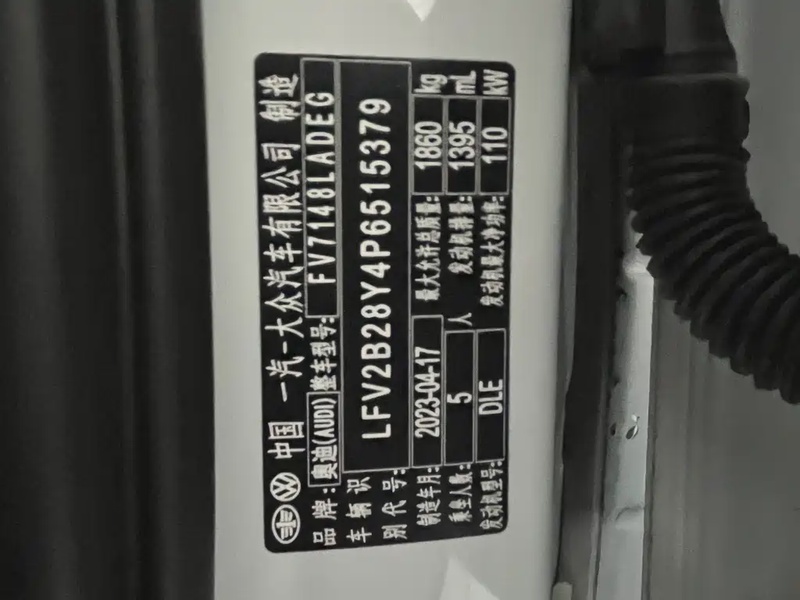 中国 一汽-大众汽车有限公司 制造
品牌:奥迪(AUDI) 整车型号:FV7148LADEG
车辆识别代号: LFV2B28Y4P6515379
制造年月: 2023-04-17 最大允许总质量: 1860 kg
乘坐人数: 5 人 发动机排量: 1395 mL
发动机型号: DLE 发动机最大净功率: 110 kW